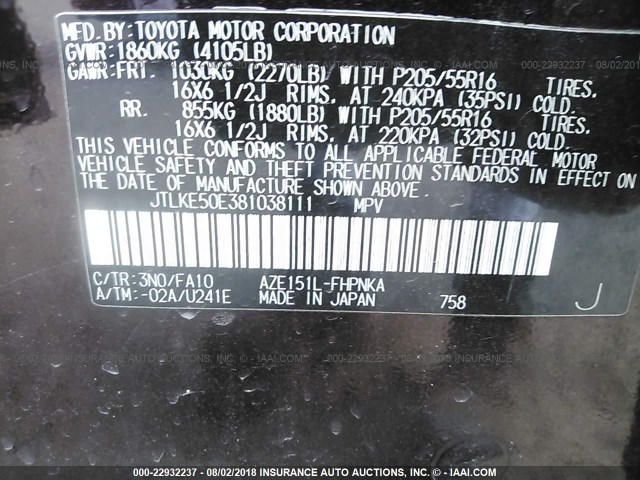 MFD.BY:TOYOTA MOTOR CORPORATION
GVWR:1860KG (4105LB)
GAWR:FRT. 1030KG (2270LB) WITH P205/55R16 TIRES.
16X6 1/2J RIMS. AT 240KPA (35PSI) COLD.
RR. 855KG (1880LB) WITH P205/55R16 TIRES.
16X6 1/2J RIMS. AT 220KPA (32PSI) COLD.
THIS VEHICLE CONFORMS TO ALL APPLICABLE FEDERAL MOTOR
VEHICLE SAFETY AND THEFT PREVENTION STANDARDS IN EFFECT ON
THE DATE OF MANUFACTURE SHOWN ABOVE.
JTLKE50E381038111 MPV
C/TR:3N0/FA10 AZE151L-FHPNKA
A/TM:-02A/U241E MADE IN JAPAN 758 J
000-22932237 - 08/02/2018 INSURANCE AUTO AUCTIONS - © IAAI.COM